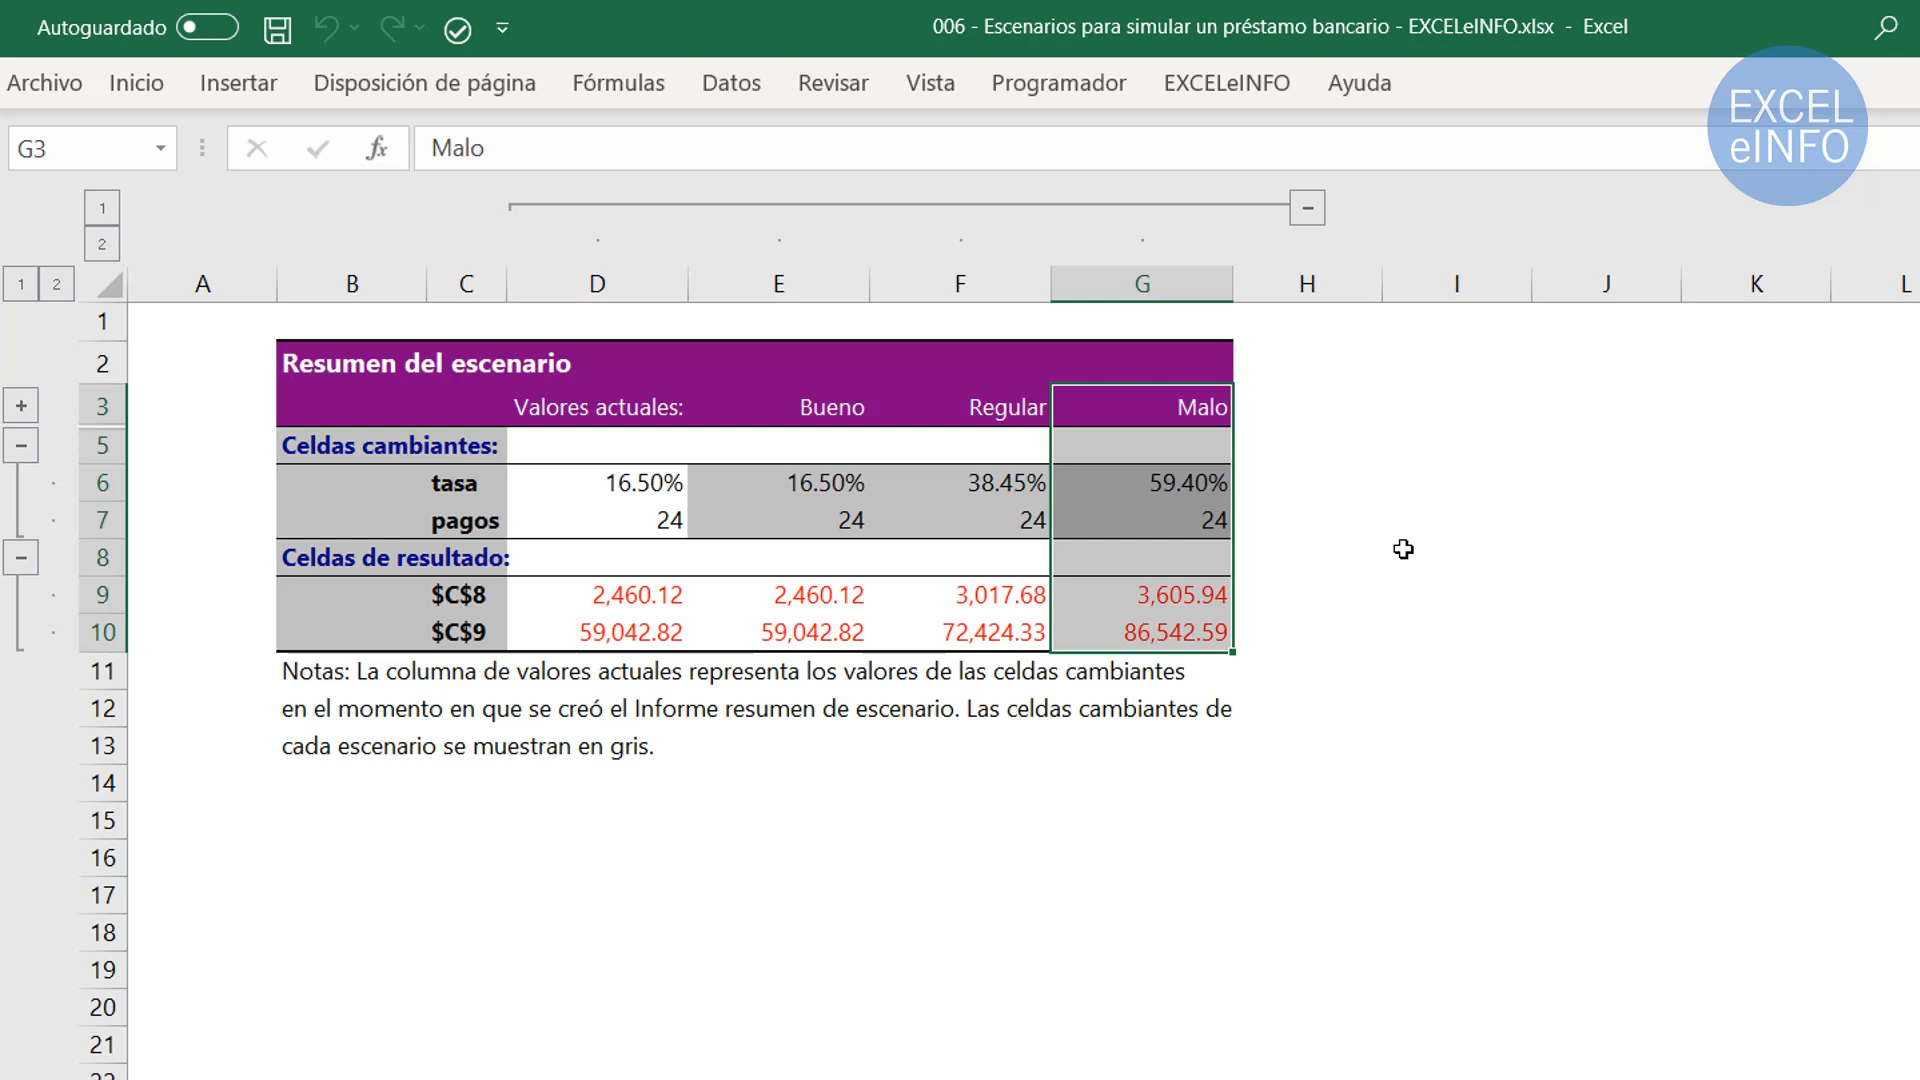 Autoguardado
006 - Escenarios para simular un préstamo bancario - EXCELeINFO.xlsx - Excel
Archivo Inicio Insertar Disposición de página Fórmulas Datos Revisar Vista Programador EXCELeINFO Ayuda
EXCEL
eINFO
G3 fx Malo
1
2
1 2 A B C D E F G H I J K L
1
2 Resumen del escenario
3 Valores actuales: Bueno Regular Malo
5 Celdas cambiantes:
6 tasa 16.50% 16.50% 38.45% 59.40%
7 pagos 24 24 24 24
8 Celdas de resultado:
9 $C$8 2,460.12 2,460.12 3,017.68 3,605.94
10 $C$9 59,042.82 59,042.82 72,424.33 86,542.59
11 Notas: La columna de valores actuales representa los valores de las celdas cambiantes
12 en el momento en que se creó el Informe resumen de escenario. Las celdas cambiantes de
13 cada escenario se muestran en gris.
14
15
16
17
18
19
20
21
22